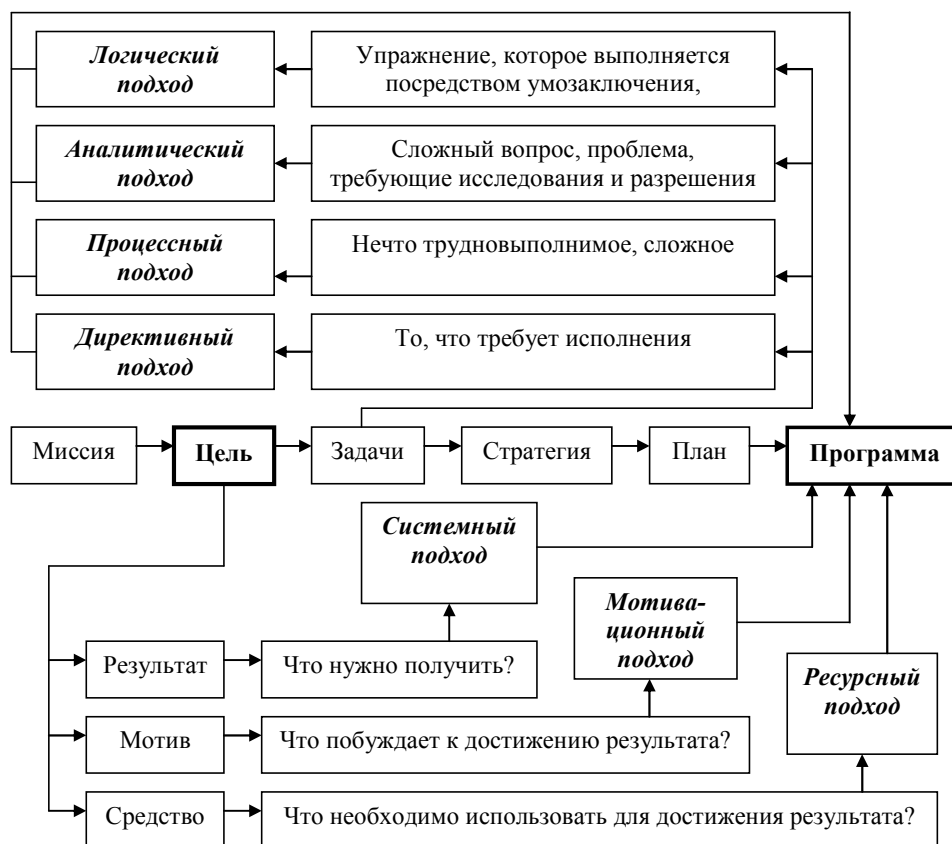 Логический
подход
Упражнение, которое выполняется
посредством умозаключения,
Аналитический
подход
Сложный вопрос, проблема,
требующие исследования и разрешения
Процессный
подход
Нечто трудновыполнимое, сложное
Директивный
подход
То, что требует исполнения
Миссия
Цель
Задачи
Стратегия
План
Программа
Системный
подход
Мотива-
ционный
подход
Результат
Что нужно получить?
Ресурсный
подход
Мотив
Что побуждает к достижению результата?
Средство
Что необходимо использовать для достижения результата?